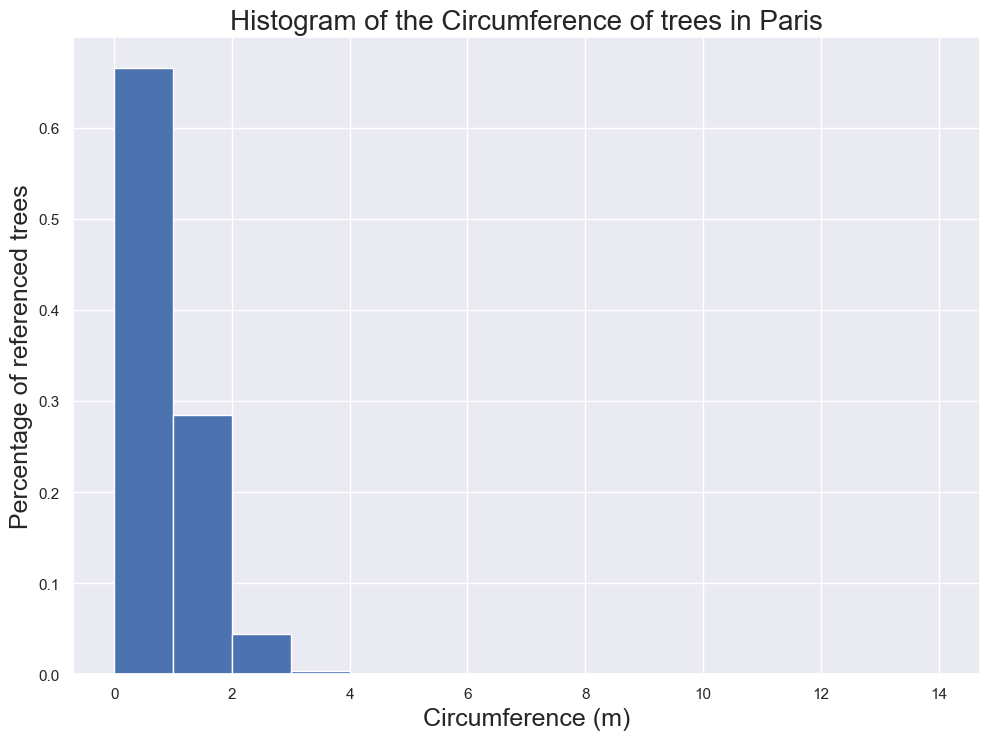 Histogram of the Circumference of trees in Paris
Percentage of referenced trees
0.6
0.5
0.4
0.3
0.2
0.1
0.0
0 2 4 6 8 10 12 14
Circumference (m)